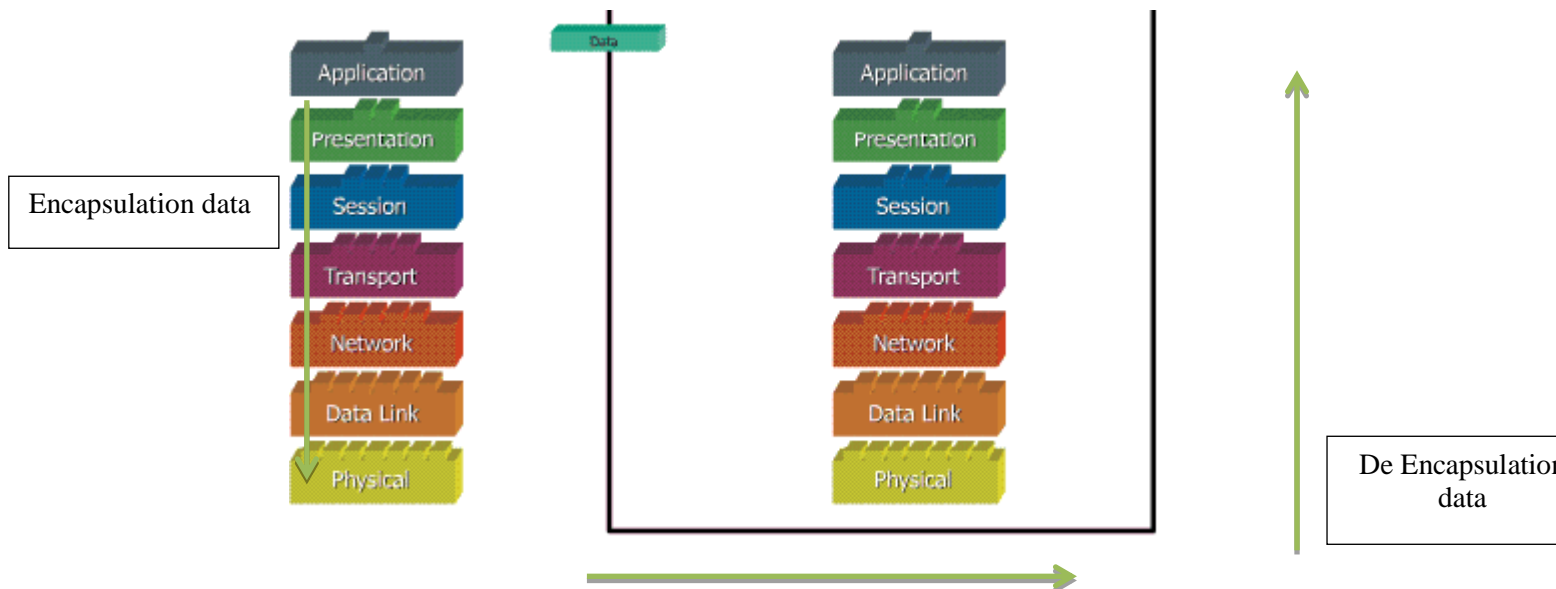 Data
Application
Presentation
Session
Transport
Network
Data Link
Physical
Encapsulation data
Application
Presentation
Session
Transport
Network
Data Link
Physical
De Encapsulation
data